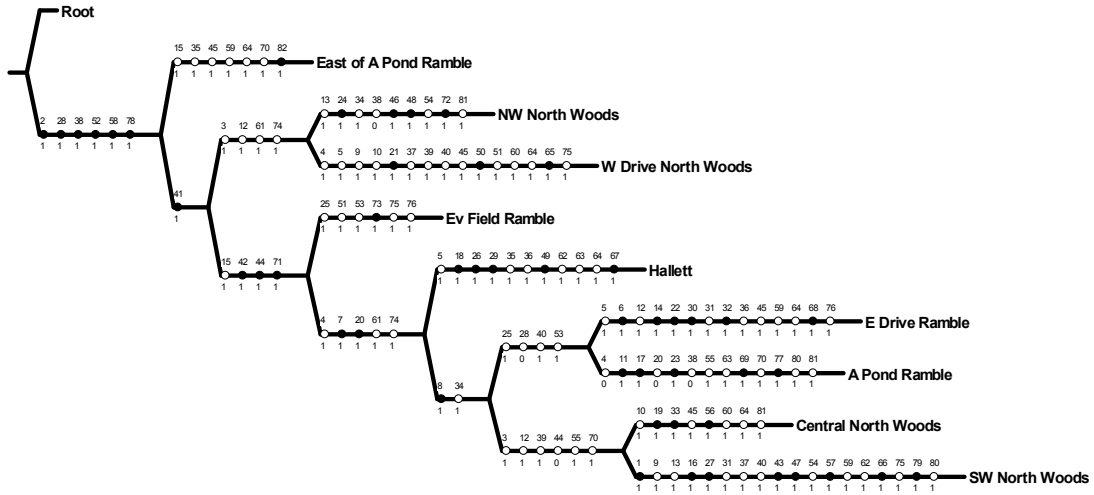 Root
15 35 45 59 64 70 82
East of A Pond Ramble
1 1 1 1 1 1 1
13 24 34 38 46 48 54 72 81
NW North Woods
1 1 1 0 1 1 1 1 1
2 28 38 52 58 78
1 1 1 1 1 1
3 12 61 74
1 1 1 1
4 5 9 10 21 37 39 40 45 50 51 60 64 65 75
W Drive North Woods
1 1 1 1 1 1 1 1 1 1 1 1 1 1 1
41
1
25 51 53 73 75 76
Ev Field Ramble
1 1 1 1 1 1
15 42 44 71
1 1 1 1
5 18 26 29 35 36 49 62 63 64 67
Hallett
1 1 1 1 1 1 1 1 1 1 1
4 7 20 61 74
1 1 1 1 1
5 6 12 14 22 30 31 32 36 45 59 64 68 76
E Drive Ramble
1 1 1 1 1 1 1 1 1 1 1 1 1 1
25 28 40 53
1 0 1 1
4 11 17 20 23 38 55 63 69 70 77 80 81
A Pond Ramble
0 1 1 0 1 0 1 1 1 1 1 1 1
8 34
1 1
10 19 33 45 56 60 64 81
Central North Woods
1 1 1 1 1 1 1 1
3 12 39 44 55 70
1 1 1 0 1 1
1 9 13 16 27 31 37 40 43 47 54 57 59 62 66 75 79 80
SW North Woods
1 1 1 1 1 1 1 1 1 1 1 1 1 1 1 1 1 1